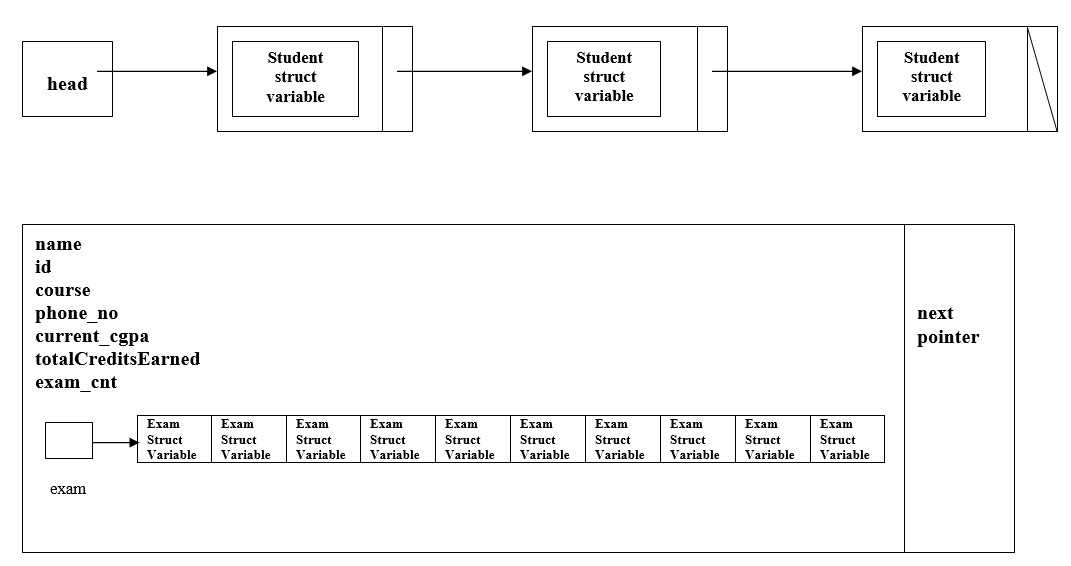 head
Student
struct
variable
Student
struct
variable
Student
struct
variable
name
id
course
phone_no
current_cgpa
totalCreditsEarned
exam_cnt
next
pointer
Exam Exam Exam Exam Exam Exam Exam Exam Exam Exam
Struct Struct Struct Struct Struct Struct Struct Struct Struct Struct
Variable Variable Variable Variable Variable Variable Variable Variable Variable Variable
exam